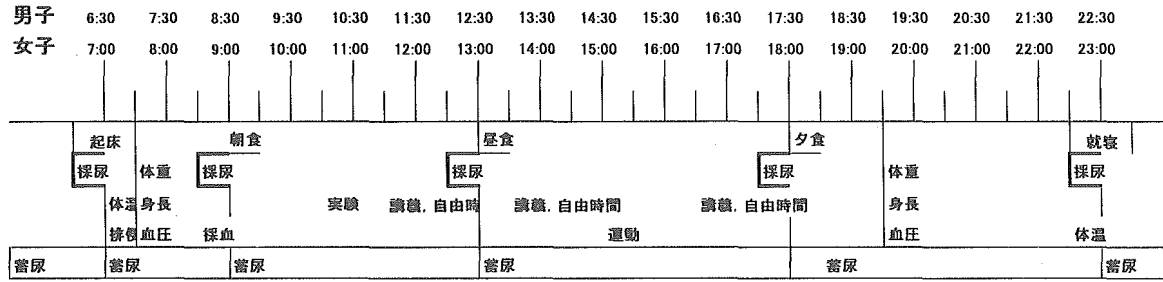 男子 6:30 7:30 8:30 9:30 10:30 11:30 12:30 13:30 14:30 15:30 16:30 17:30 18:30 19:30 20:30 21:30 22:30
女子 7:00 8:00 9:00 10:00 11:00 12:00 13:00 14:00 15:00 16:00 17:00 18:00 19:00 20:00 21:00 22:00 23:00
起床 朝食 昼食 夕食 就寝
採尿 体重 採尿 採尿 採尿 体重 採尿
体温 身長 実験 講義, 自由時 講義, 自由時間 講義, 自由時間 身長
排便 血圧 採血 運動 血圧 体温
蓄尿 蓄尿 蓄尿 蓄尿 蓄尿 蓄尿